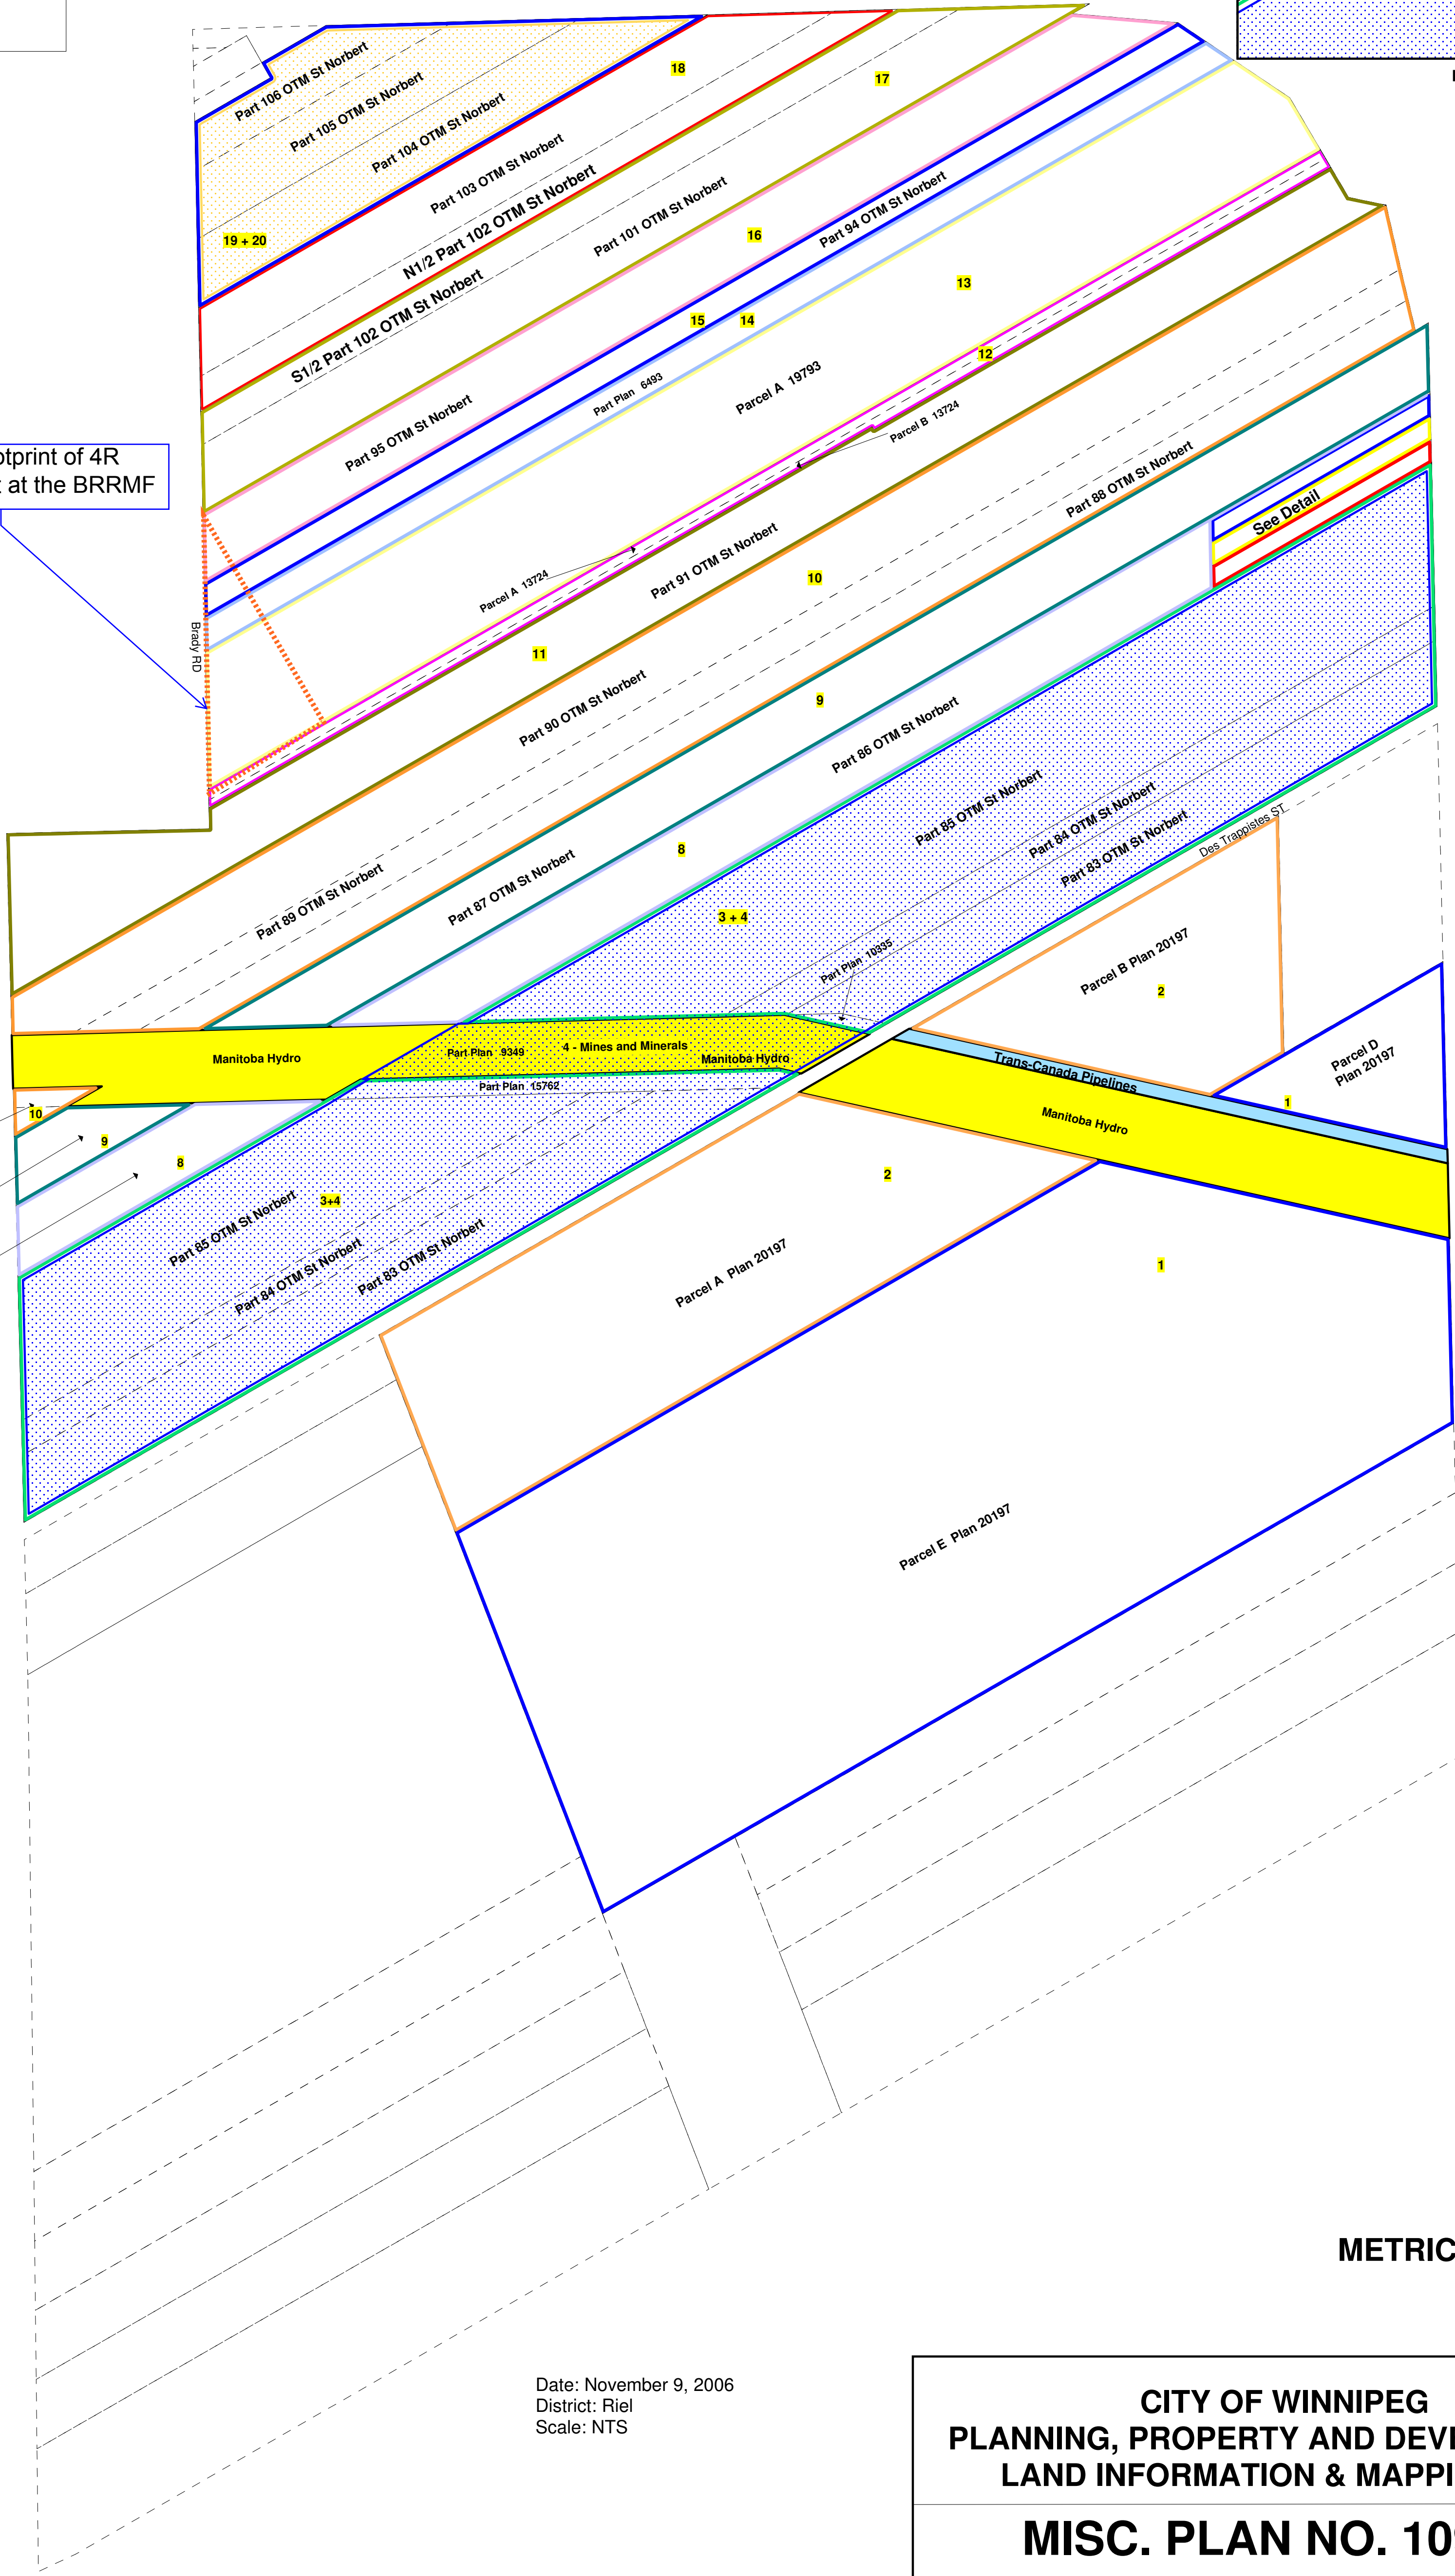 Part 106 OTM St Norbert
Part 105 OTM St Norbert
Part 104 OTM St Norbert
19 + 20
18
17
Part 103 OTM St Norbert
N1/2 Part 102 OTM St Norbert
S1/2 Part 102 OTM St Norbert
Part 101 OTM St Norbert
16
Part 94 OTM St Norbert
13
15
14
Part Plan 6493
Part 95 OTM St Norbert
Parcel A 19793
12
Parcel B 13724
of 4R
at the BRRMF
Brady RD
Parcel A 13724
Part 91 OTM St Norbert
Part 88 OTM St Norbert
See Detail
10
11
Part 90 OTM St Norbert
9
Part 86 OTM St Norbert
Part 89 OTM St Norbert
Part 87 OTM St Norbert
8
3 + 4
Part 85 OTM St Norbert
Part 84 OTM St Norbert
Part 83 OTM St Norbert
Des Trappistes ST
Part Plan 10335
Parcel B Plan 20197
2
Parcel D
Plan 20197
1
Manitoba Hydro
Part Plan 9349
4 - Mines and Minerals
Manitoba Hydro
Part Plan 15762
Trans-Canada Pipelines
Manitoba Hydro
10
9
8
3+4
Part 85 OTM St Norbert
Part 84 OTM St Norbert
Part 83 OTM St Norbert
2
Parcel A Plan 20197
1
Parcel E Plan 20197
METRIC
Date: November 9, 2006
District: Riel
Scale: NTS
CITY OF WINNIPEG
PLANNING, PROPERTY AND
LAND INFORMATION &
MISC. PLAN NO.